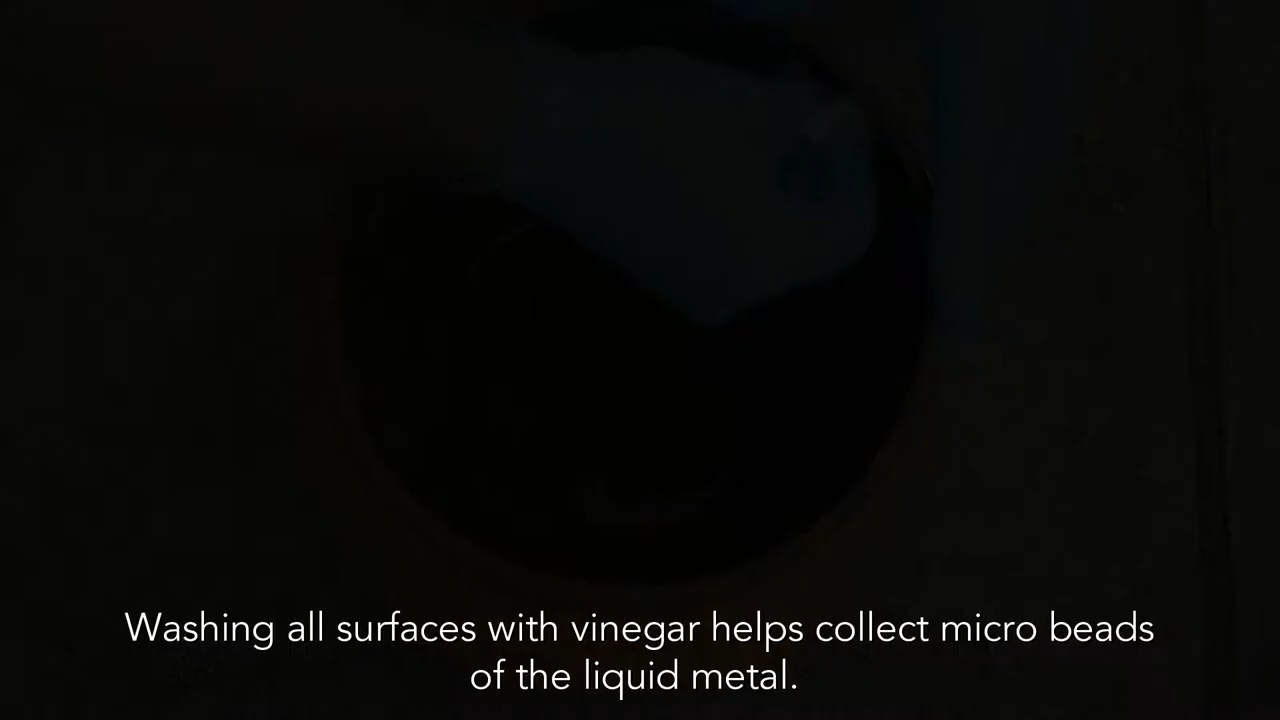 Washing all surfaces with vinegar helps collect micro beads
of the liquid metal.